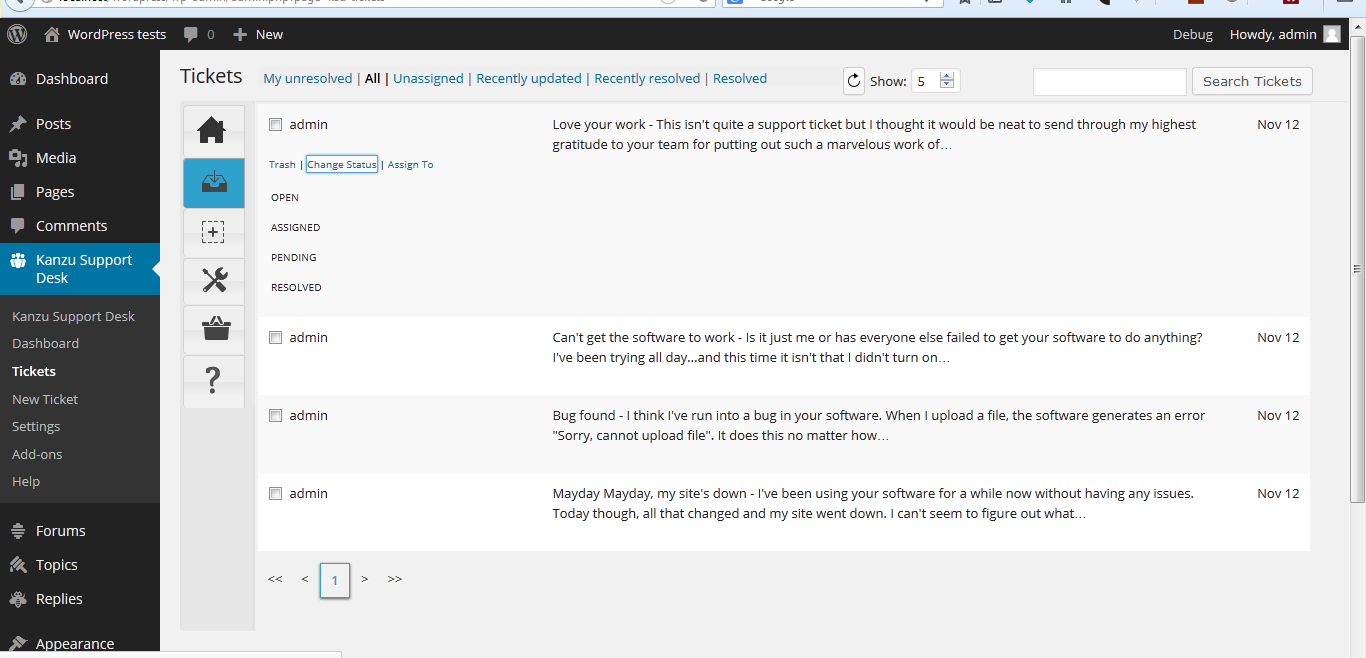 WordPress tests 0 New Debug Howdy, admin
Dashboard
Posts
Media
Pages
Comments
Kanzu Support
Desk
Kanzu Support Desk
Dashboard
Tickets
New Ticket
Settings
Add-ons
Help
Forums
Topics
Replies
Appearance
Tickets My unresolved | All | Unassigned | Recently updated | Recently resolved | Resolved Show: 5 Search Tickets
admin Love your work - This isn't quite a support ticket but I thought it would be neat to send through my highest Nov 12
gratitude to your team for putting out such a marvelous work of…
Trash | Change Status | Assign To
OPEN
ASSIGNED
PENDING
RESOLVED
admin Can't get the software to work - Is it just me or has everyone else failed to get your software to do anything? Nov 12
I've been trying all day...and this time it isn't that I didn't turn on…
admin Bug found - I think I've run into a bug in your software. When I upload a file, the software generates an error Nov 12
"Sorry, cannot upload file". It does this no matter how…
admin Mayday Mayday, my site's down - I've been using your software for a while now without having any issues. Nov 12
Today though, all that changed and my site went down. I can't seem to figure out what…
<< < 1 > >>